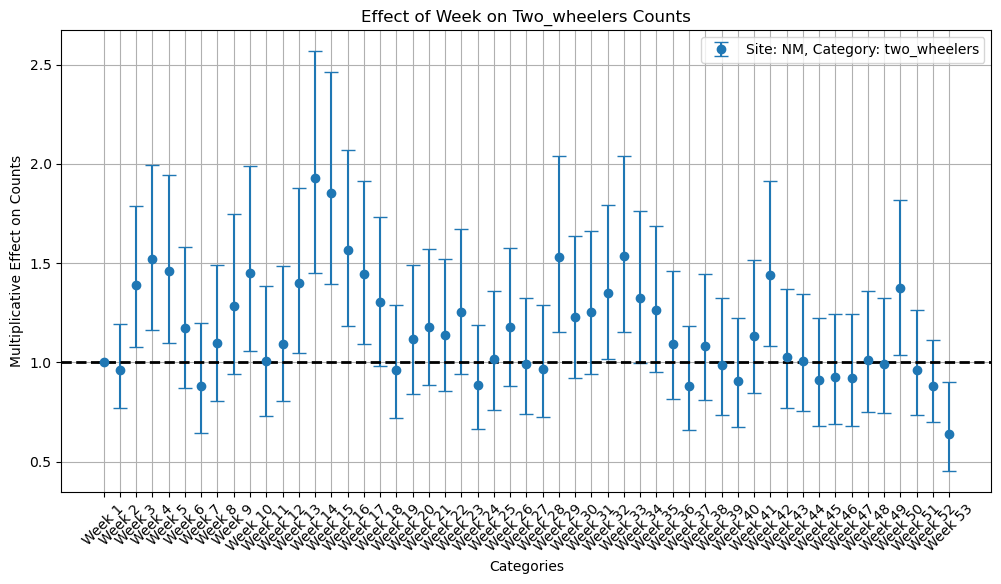 Effect of Week on Two_wheelers Counts
Site: NM, Category: two_wheelers
Multiplicative Effect on Counts
2.5
2.0
1.5
1.0
0.5
Week 1
Week 2
Week 3
Week 4
Week 5
Week 6
Week 7
Week 8
Week 9
Week 10
Week 11
Week 12
Week 13
Week 14
Week 15
Week 16
Week 17
Week 18
Week 19
Week 20
Week 21
Week 22
Week 23
Week 24
Week 25
Week 26
Week 27
Week 28
Week 29
Week 30
Week 31
Week 32
Week 33
Week 34
Week 35
Week 36
Week 37
Week 38
Week 39
Week 40
Week 41
Week 42
Week 43
Week 44
Week 45
Week 46
Week 47
Week 48
Week 49
Week 50
Week 51
Week 52
Week 53
Categories